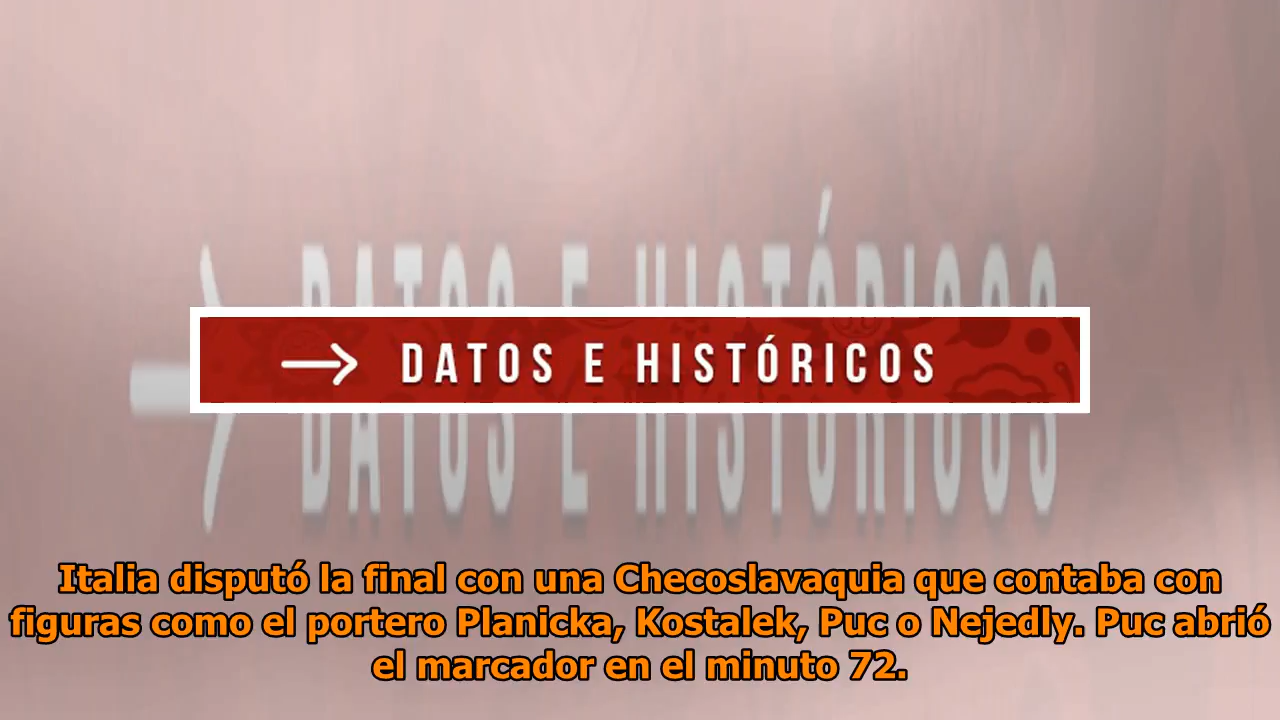 → DATOS E HISTÓRICOS
Italia disputó la final con una Checoslavaquia que contaba con
figuras como el portero Planicka, Kostalek, Puc o Nejedly. Puc abrió
el marcador en el minuto 72.